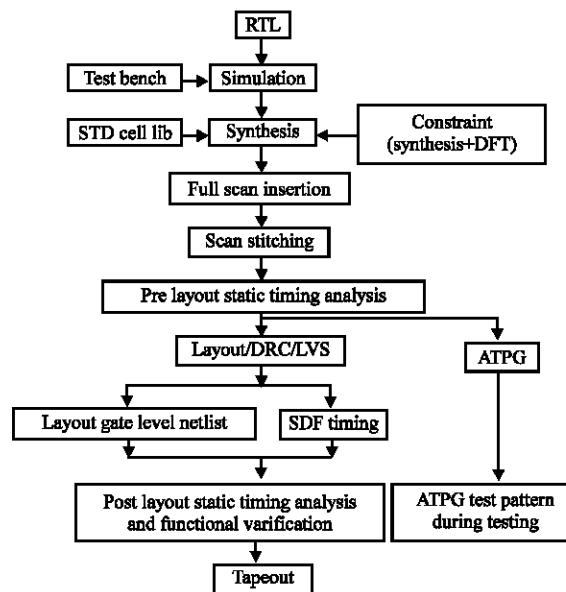 RTL
Test bench
Simulation
STD cell lib
Synthesis
Constraint
(synthesis+DFT)
Full scan insertion
Scan stitching
Pre layout static timing analysis
Layout/DRC/LVS
ATPG
Layout gate level netlist
SDF timing
Post layout static timing analysis
and functional varification
ATPG test pattern
during testing
Tapeout